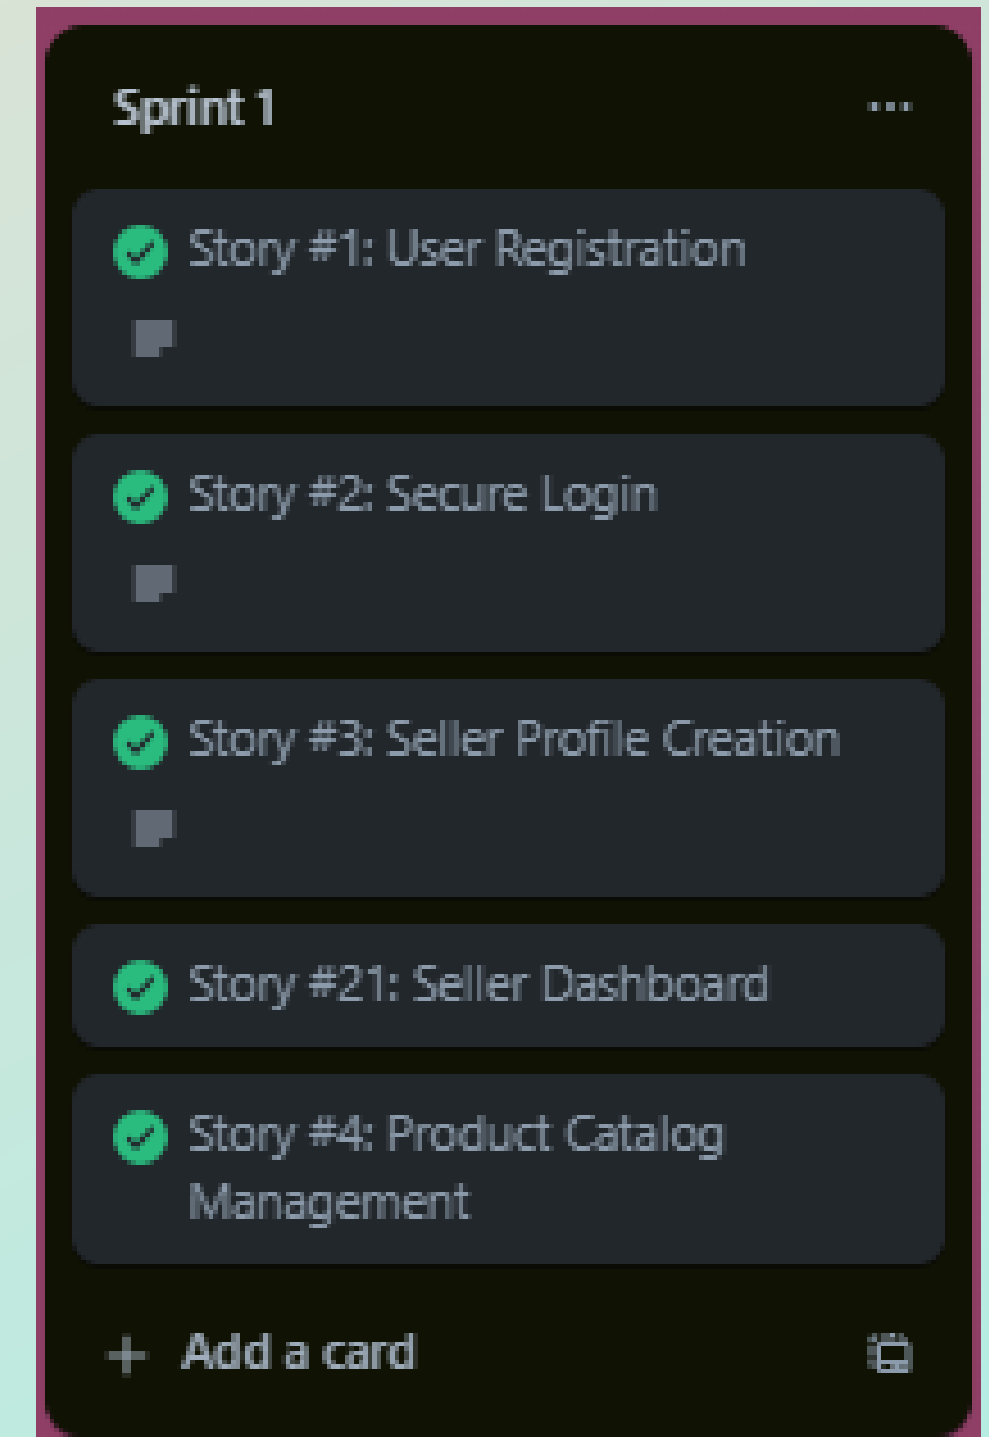 Sprint 1
Story #1: User Registration
Story #2: Secure Login
Story #3: Seller Profile Creation
Story #21: Seller Dashboard
Story #4: Product Catalog
Management
+ Add a card